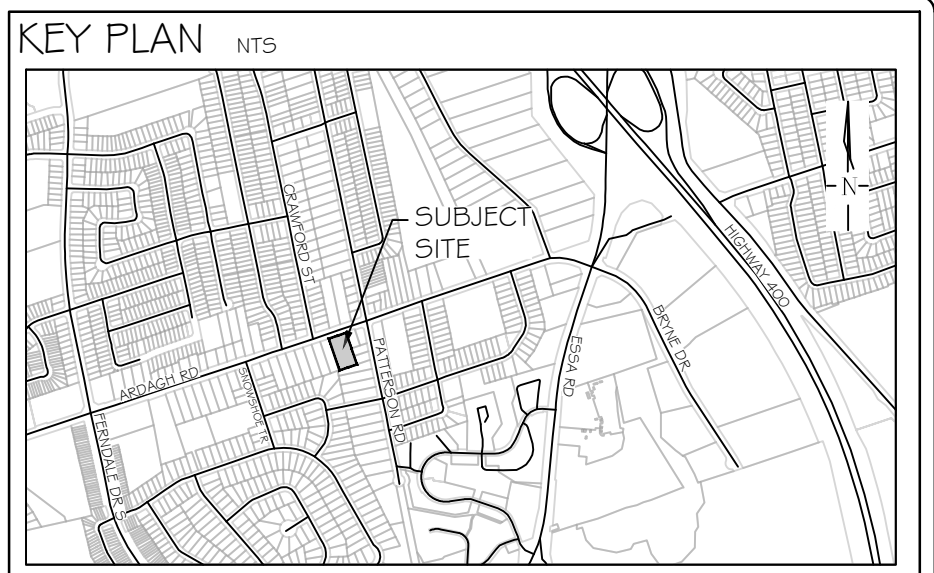 KEY PLAN NTS
CRAWFORD ST
SUBJECT
SITE
N
HIGHWAY 400
BRYNE DR
ESSA RD
PATTERSON RD
ARDAGH RD
SNOWSHOE TR
FERNDALE DR S